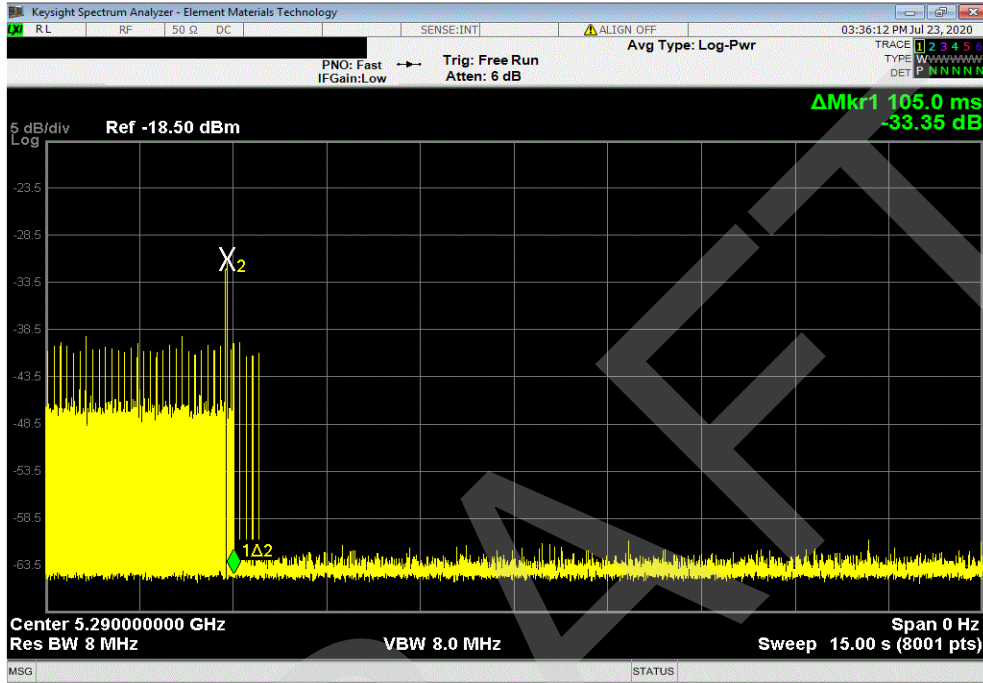 Keysight Spectrum Analyzer - Element Materials Technology
LXI RL RF 50 Ω DC SENSE:INT ALIGN OFF 03:36:12 PM Jul 23, 2020
Avg Type: Log-Pwr TRACE 1 2 3 4 5 6
PNO: Fast Trig: Free Run TYPE WWWWWW
IFGain:Low Atten: 6 dB DET P N N N N N
ΔMkr1 105.0 ms
5 dB/div Ref -18.50 dBm -33.35 dB
Log
-23.5
-28.5
X2
-33.5
-38.5
-43.5
-48.5
-53.5
-58.5
1Δ2
-63.5
Center 5.290000000 GHz Span 0 Hz
Res BW 8 MHz VBW 8.0 MHz Sweep 15.00 s (8001 pts)
MSG STATUS